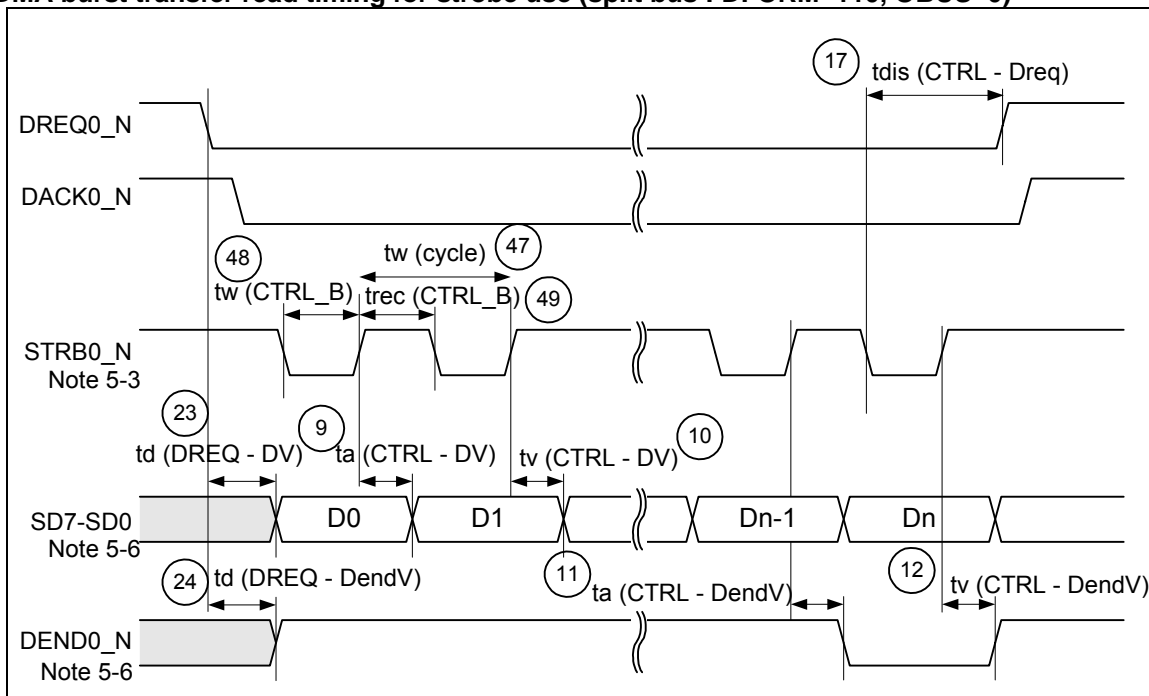 DMA burst transfer read timing for strobe use (split bus : DFORM=110, OBUS=0)
17
tdis (CTRL - Dreq)
DREQ0_N
DACK0_N
48
tw (cycle)
47
tw (CTRL_B)
trec (CTRL_B)
49
STRB0_N
Note 5-3
23
9
10
td (DREQ - DV)
ta (CTRL - DV)
tv (CTRL - DV)
SD7-SD0
Note 5-6
D0
D1
Dn-1
Dn
24
td (DREQ - DendV)
11
ta (CTRL - DendV)
12
tv (CTRL - DendV)
DEND0_N
Note 5-6